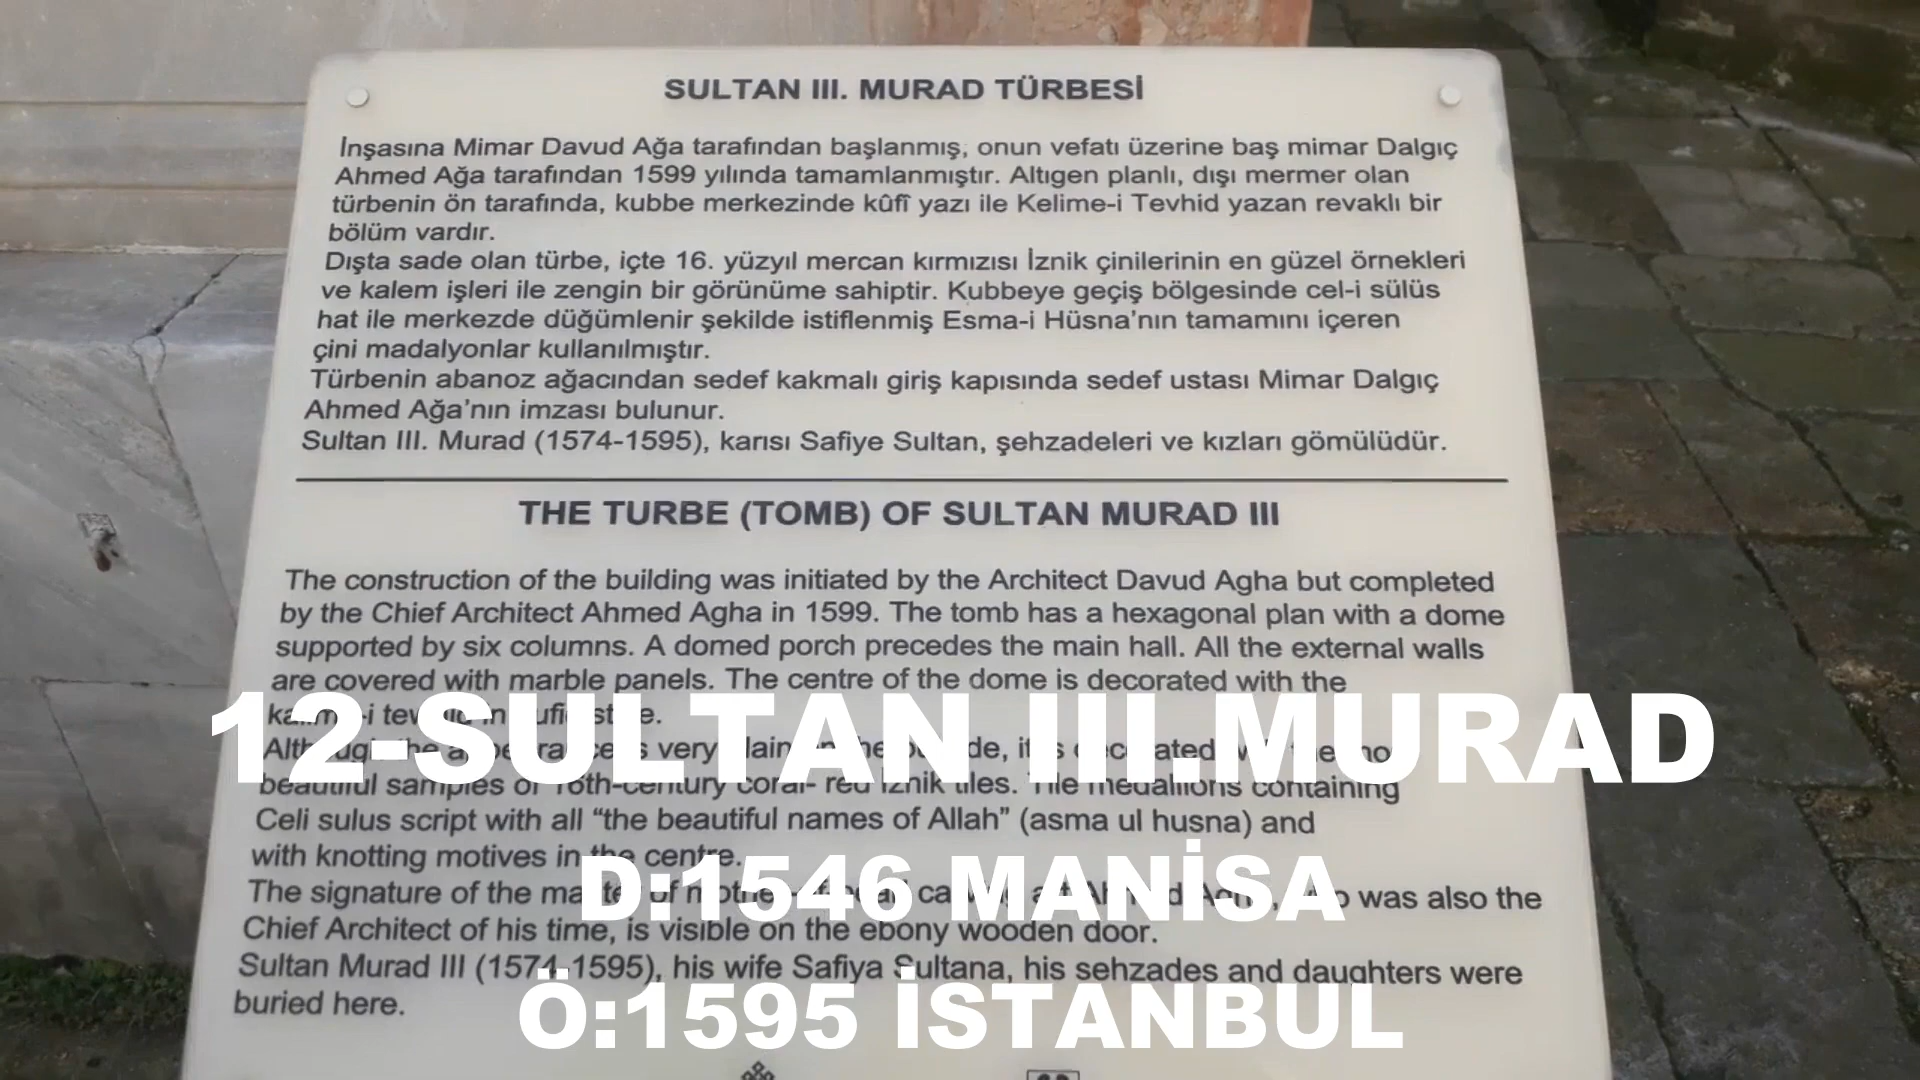 SULTAN III. MURAD TÜRBESİ
İnşasına Mimar Davud Ağa tarafından başlanmış, onun vefatı üzerine baş mimar Dalgıç
Ahmed Ağa tarafından 1599 yılında tamamlanmıştır. Altıgen planlı, dışı mermer olan
türbenin ön tarafında, kubbe merkezinde kûfî yazı ile Kelime-i Tevhid yazan revaklı bir
bölüm vardır.
Dışta sade olan türbe, içte 16. yüzyıl mercan kırmızısı İznik çinilerinin en güzel örnekleri
ve kalem işleri ile zengin bir görünüme sahiptir. Kubbeye geçiş bölgesinde cel-i sülüs
hat ile merkezde düğümlenir şekilde istiflenmiş Esma-i Hüsna'nın tamamını içeren
çini madalyonlar kullanılmıştır.
Türbenin abanoz ağacından sedef kakmalı giriş kapısında sedef ustası Mimar Dalgıç
Ahmed Ağa'nın imzası bulunur.
Sultan III. Murad (1574-1595), karısı Safiye Sultan, şehzadeleri ve kızları gömülüdür.
THE TURBE (TOMB) OF SULTAN MURAD III
The construction of the building was initiated by the Architect Davud Agha but completed
by the Chief Architect Ahmed Agha in 1599. The tomb has a hexagonal plan with a dome
supported by six columns. A domed porch precedes the main hall. All the external walls
are covered with marble panels. The centre of the dome is decorated with the
12-SULTAN III.MURAD
very
beautiful samples of 16th-century coral- red Iznik tiles. Tile medallions containing
Celi sulus script with all “the beautiful names of Allah” (asma ul husna) and
with knotting motives in the centre.
D:1546 MANİSA
The signature of the of was also the
Chief Architect of his time, is visible on the ebony wooden door.
Sultan Murad III (1574-1595), his wife Safiya Sultana, his sehzades and daughters were
buried here.
Ö:1595 İSTANBUL